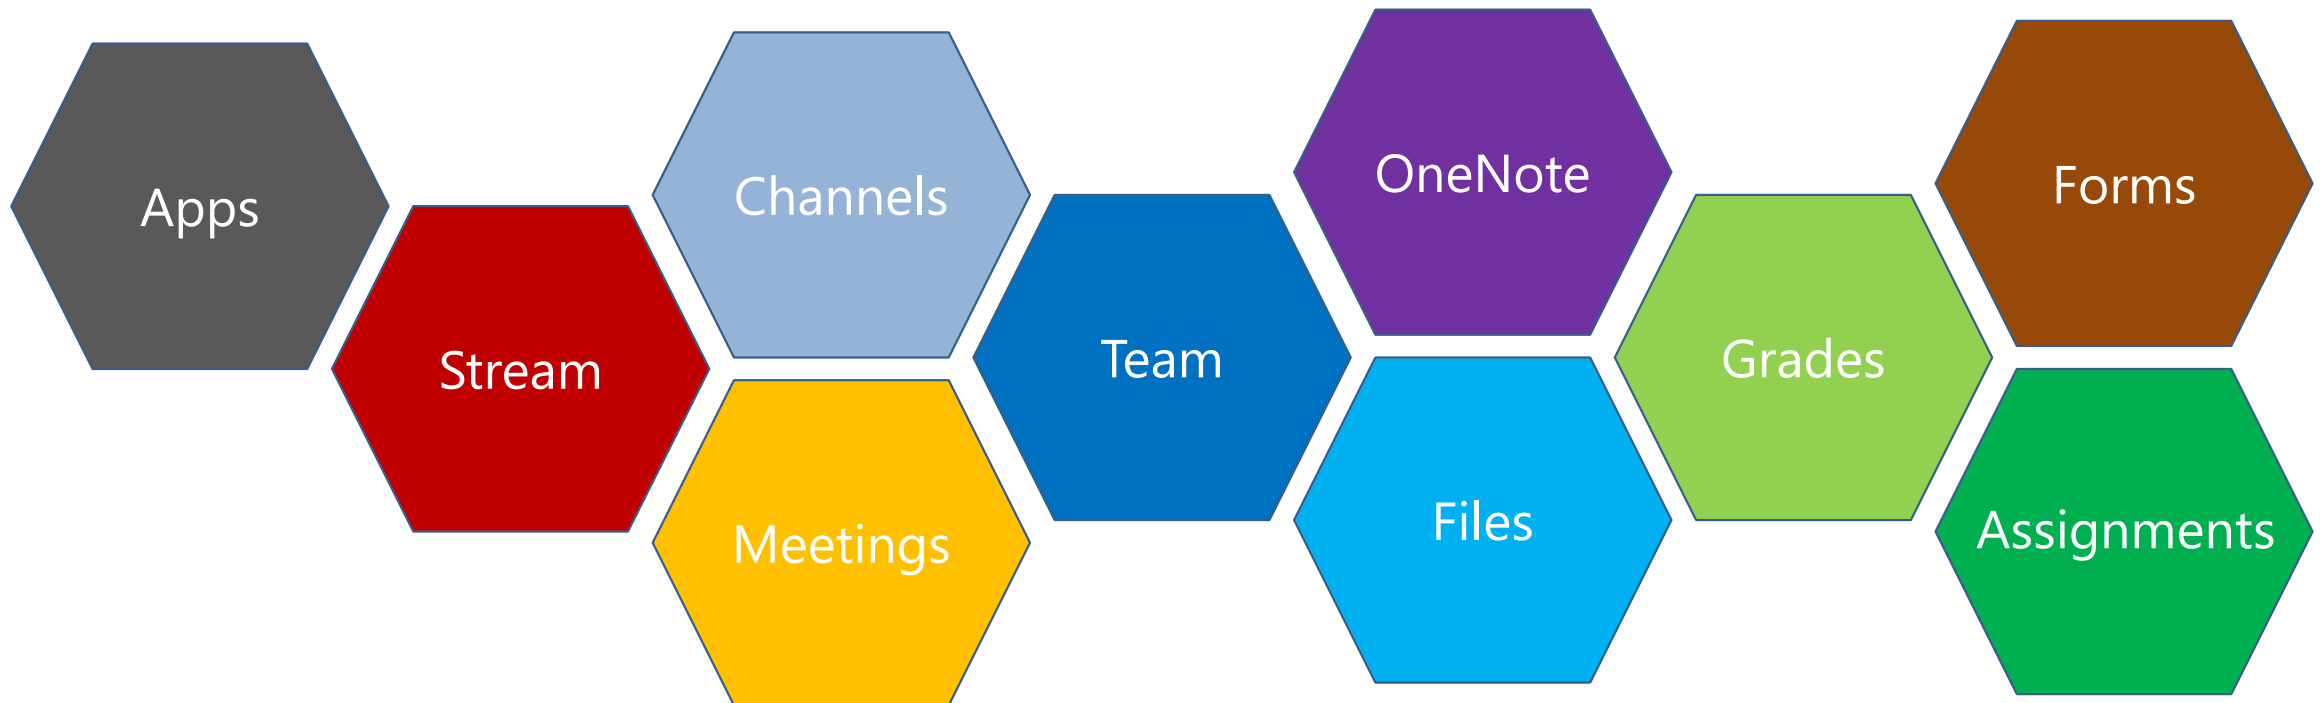 Apps
Stream
Channels
Meetings
Team
OneNote
Files
Grades
Forms
Assignments